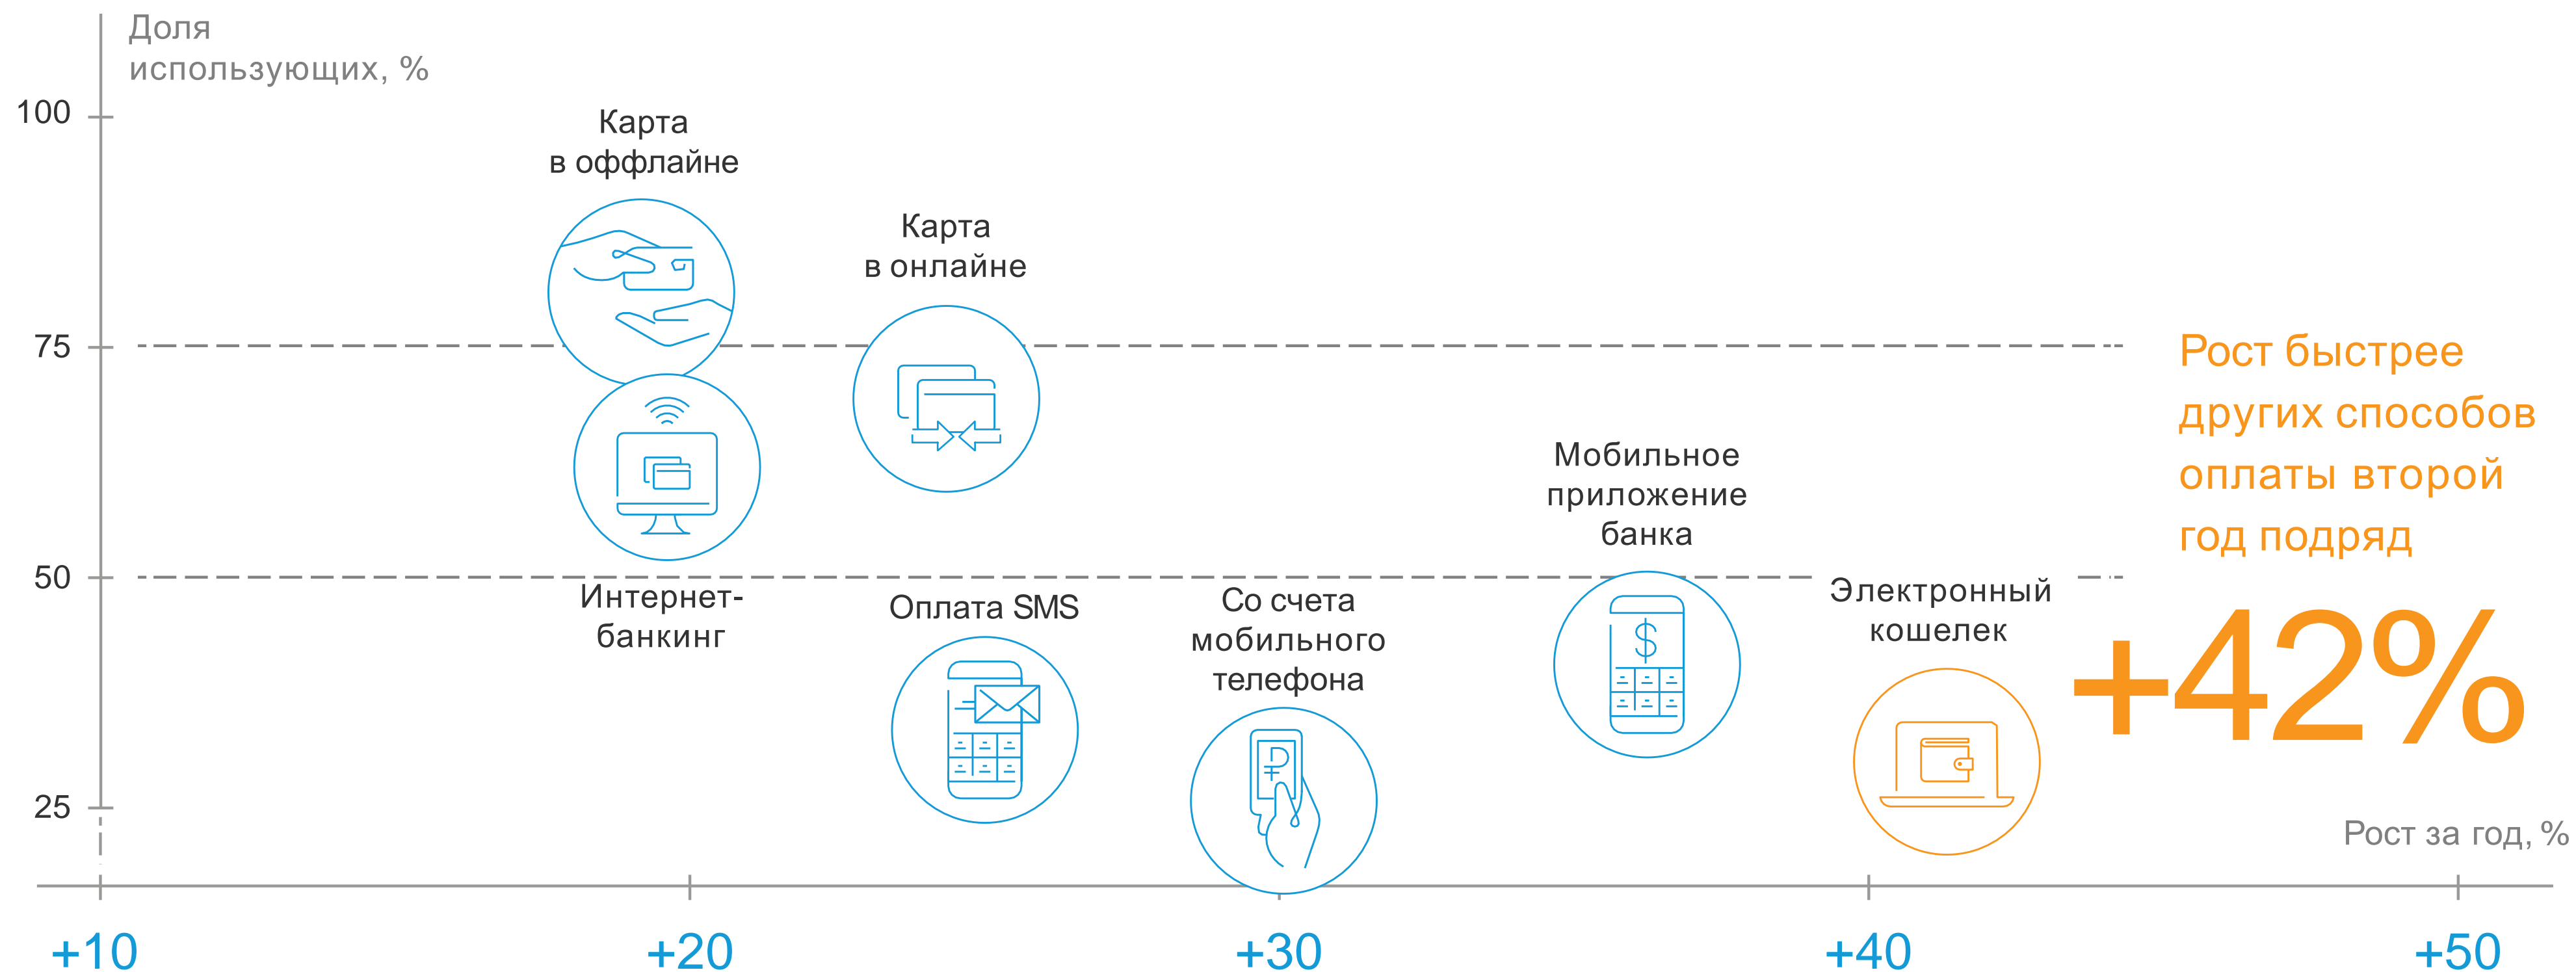 Доля
использующих, %
100
Карта
в оффлайне
Карта
в онлайне
75
Рост быстрее
других способов
оплаты второй
год подряд
+42%
Мобильное
приложение
банка
50
Интернет-
банкинг
Оплата SMS
Со счета
мобильного
телефона
Электронный
кошелек
25
Рост за год, %
+10
+20
+30
+40
+50